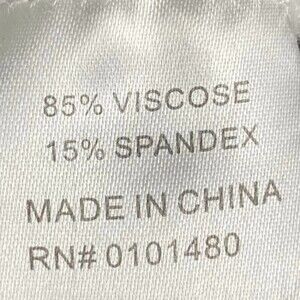 85% VISCOSE
15% SPANDEX
MADE IN CHINA
RN# 0101480